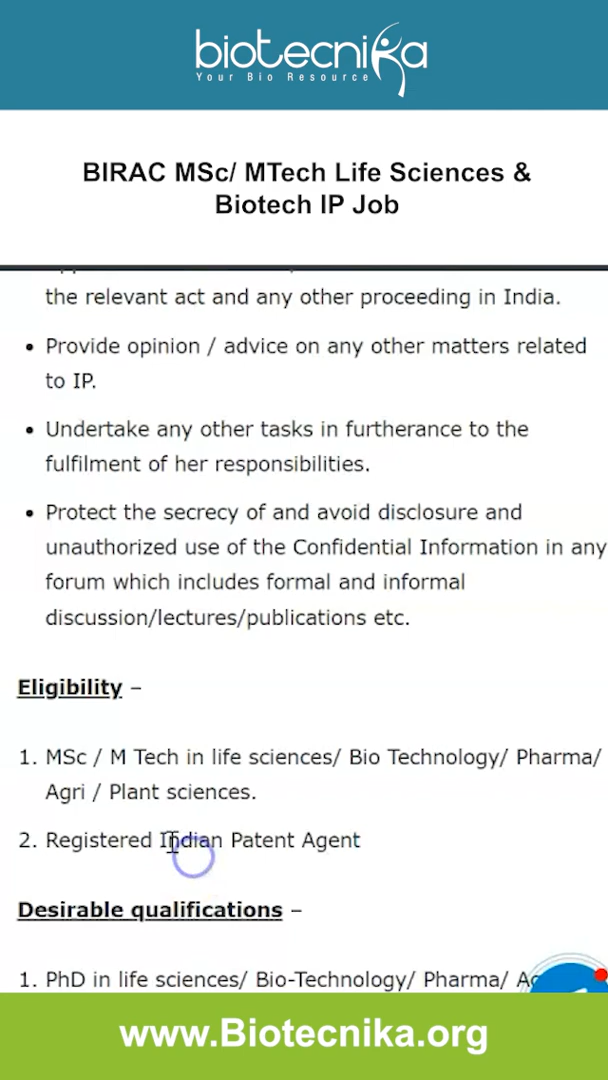 biotecnika
Your Bio Resource
BIRAC MSc/ MTech Life Sciences &
Biotech IP Job
the relevant act and any other proceeding in India.
• Provide opinion / advice on any other matters related
to IP.
• Undertake any other tasks in furtherance to the
fulfilment of her responsibilities.
• Protect the secrecy of and avoid disclosure and
unauthorized use of the Confidential Information in any
forum which includes formal and informal
discussion/lectures/publications etc.
Eligibility –
1. MSc / M Tech in life sciences/ Bio Technology/ Pharma/
Agri / Plant sciences.
2. Registered Indian Patent Agent
Desirable qualifications –
1. PhD in life sciences/ Bio-Technology/ Pharma/
www.Biotecnika.org